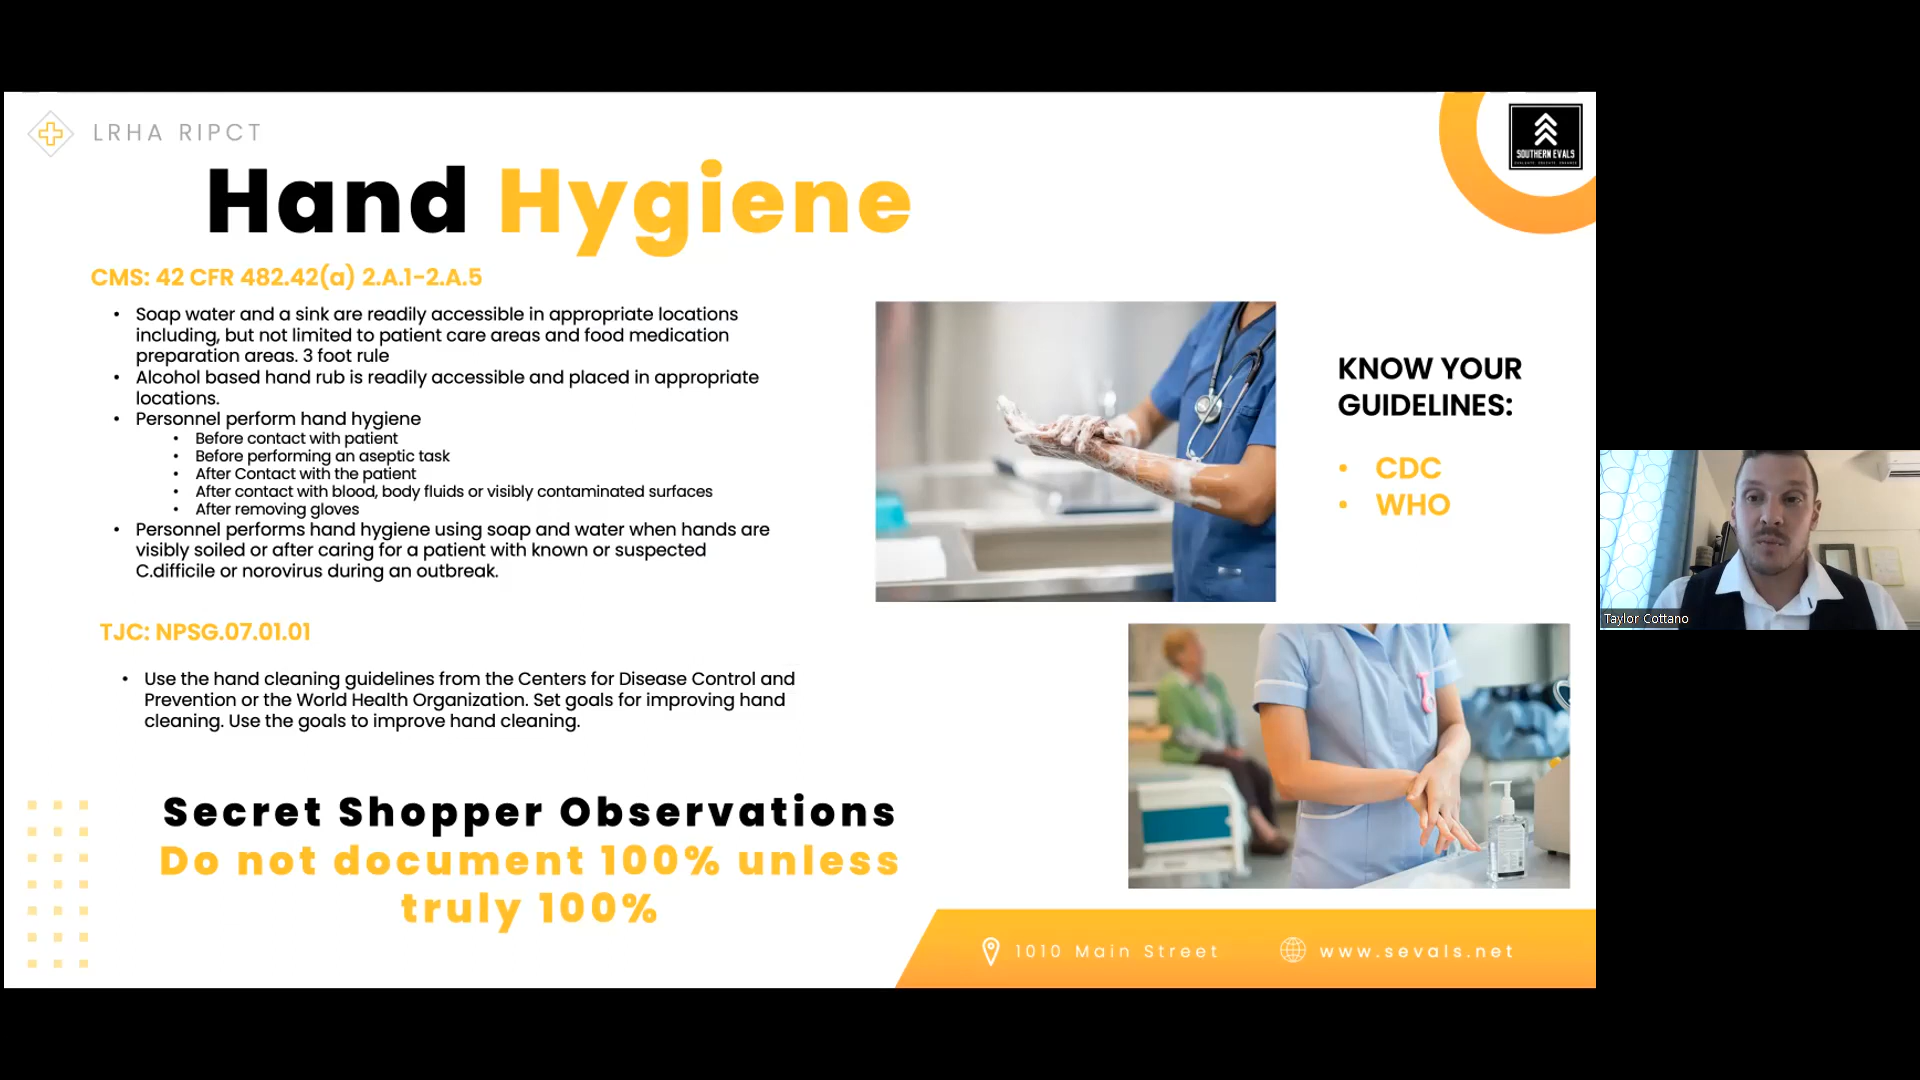 LRHA RIPCT
SOUTHERN EVALS
Hand Hygiene
CMS: 42 CFR 482.42(a) 2.A.1-2.A.5
• Soap water and a sink are readily accessible in appropriate locations
including, but not limited to patient care areas and food medication
preparation areas. 3 foot rule
• Alcohol based hand rub is readily accessible and placed in appropriate
locations.
• Personnel perform hand hygiene
• Before contact with patient
• Before performing an aseptic task
• After Contact with the patient
• After contact with blood, body fluids or visibly contaminated surfaces
• After removing gloves
• Personnel performs hand hygiene using soap and water when hands are
visibly soiled or after caring for a patient with known or suspected
C.difficile or norovirus during an outbreak.
TJC: NPSG.07.01.01
• Use the hand cleaning guidelines from the Centers for Disease Control and
Prevention or the World Health Organization. Set goals for improving hand
cleaning. Use the goals to improve hand cleaning.
Secret Shopper Observations
Do not document 100% unless
truly 100%
KNOW YOUR
GUIDELINES:
• CDC
• WHO
1010 Main Street
www.sevals.net
Taylor Cottano